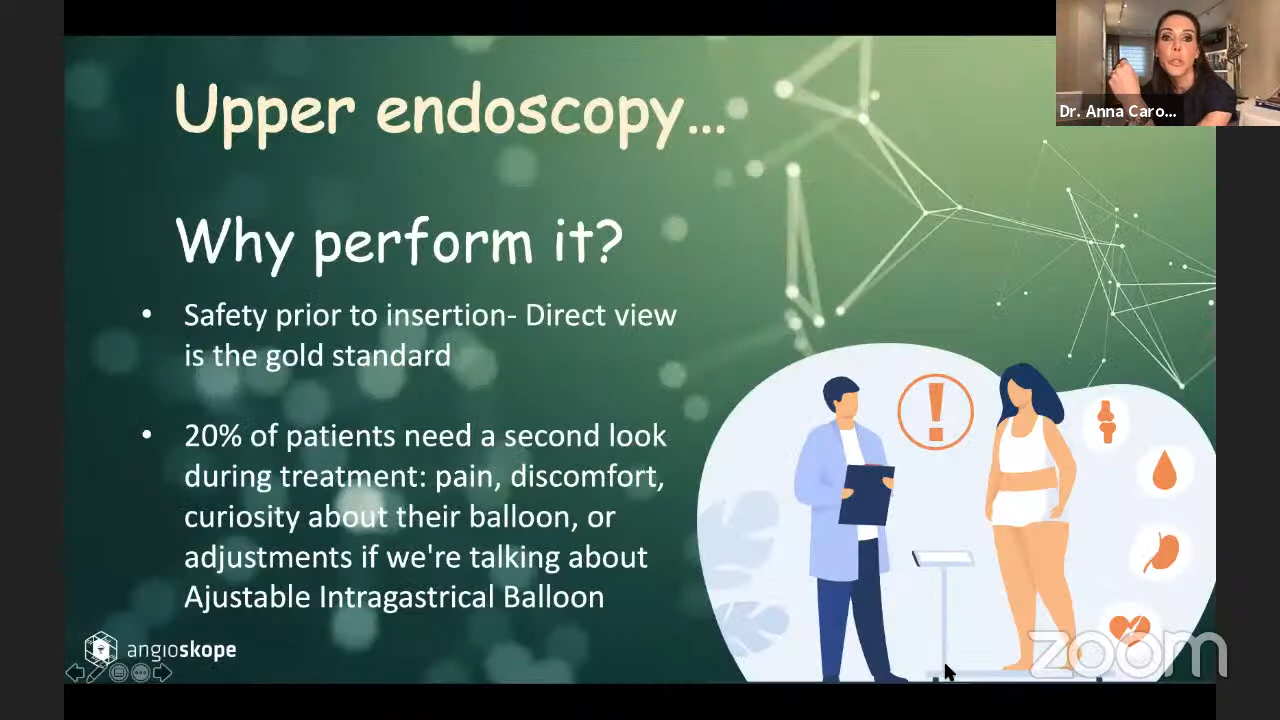 Upper endoscopy...
Dr. Anna Caro...
Why perform it?
• Safety prior to insertion- Direct view
is the gold standard
• 20% of patients need a second look
during treatment: pain, discomfort,
curiosity about their balloon, or
adjustments if we're talking about
Ajustable Intragastrical Balloon
angioskope
zoom